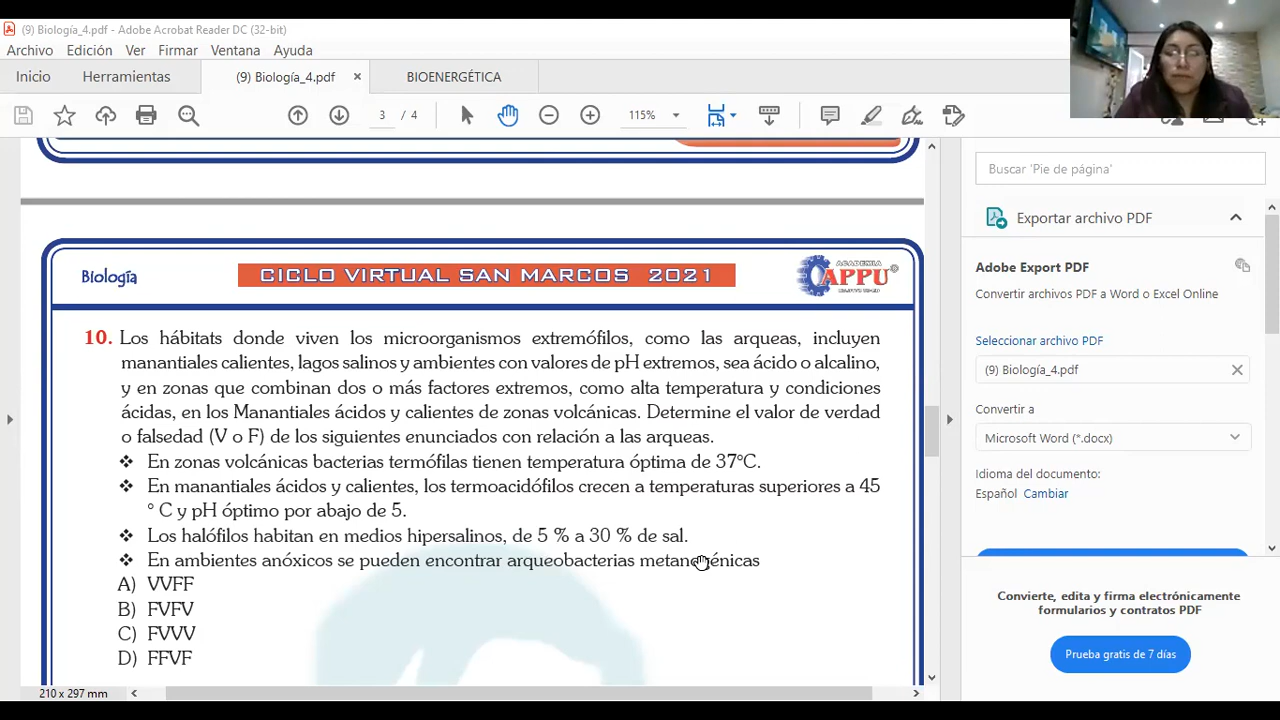 (9) Biología_4.pdf - Adobe Acrobat Reader DC (32-bit)
Archivo Edición Ver Firmar Ventana Ayuda
Inicio Herramientas (9) Biología_4.pdf × BIOENERGÉTICA
3 / 4 115%
Buscar 'Pie de página'
Exportar archivo PDF
Adobe Export PDF
Convertir archivos PDF a Word o Excel Online
Seleccionar archivo PDF
(9) Biología_4.pdf
Convertir a
Microsoft Word (*.docx)
Idioma del documento:
Español Cambiar
Convierte, edita y firma electrónicamente
formularios y contratos PDF
Prueba gratis de 7 días
Biología
CICLO VIRTUAL SAN MARCOS 2021
ACADEMIA
APPU
10. Los hábitats donde viven los microorganismos extremófilos, como las arqueas, incluyen
manantiales calientes, lagos salinos y ambientes con valores de pH extremos, sea ácido o alcalino,
y en zonas que combinan dos o más factores extremos, como alta temperatura y condiciones
ácidas, en los Manantiales ácidos y calientes de zonas volcánicas. Determine el valor de verdad
o falsedad (V o F) de los siguientes enunciados con relación a las arqueas.
❖ En zonas volcánicas bacterias termófilas tienen temperatura óptima de 37°C.
❖ En manantiales ácidos y calientes, los termoacidófilos crecen a temperaturas superiores a 45
° C y pH óptimo por abajo de 5.
❖ Los halófilos habitan en medios hipersalinos, de 5 % a 30 % de sal.
❖ En ambientes anóxicos se pueden encontrar arqueobacterias metanogénicas
A) VVFF
B) FVFV
C) FVVV
D) FFVF
210 x 297 mm